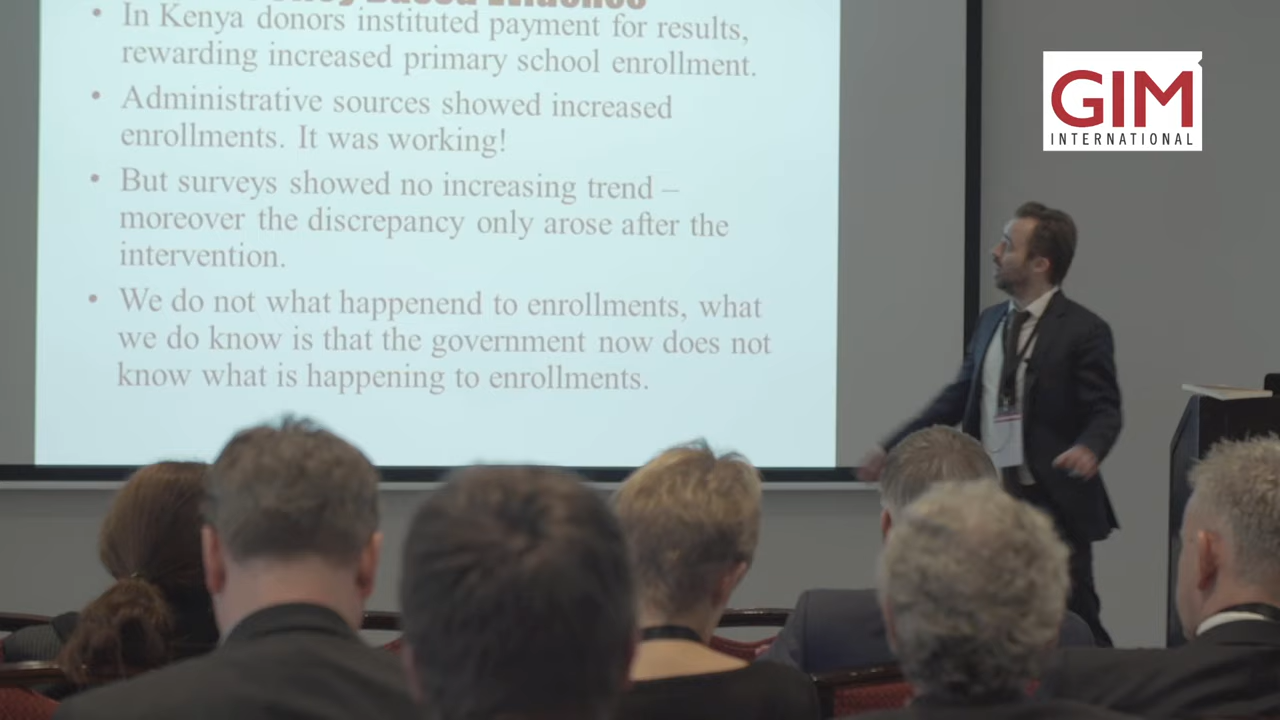 Based Evidence
• In Kenya donors instituted payment for results,
rewarding increased primary school enrollment.
• Administrative sources showed increased
enrollments. It was working!
• But surveys showed no increasing trend –
moreover the discrepancy only arose after the
intervention.
• We do not what happenend to enrollments, what
we do know is that the government now does not
know what is happening to enrollments.
GIM
INTERNATIONAL